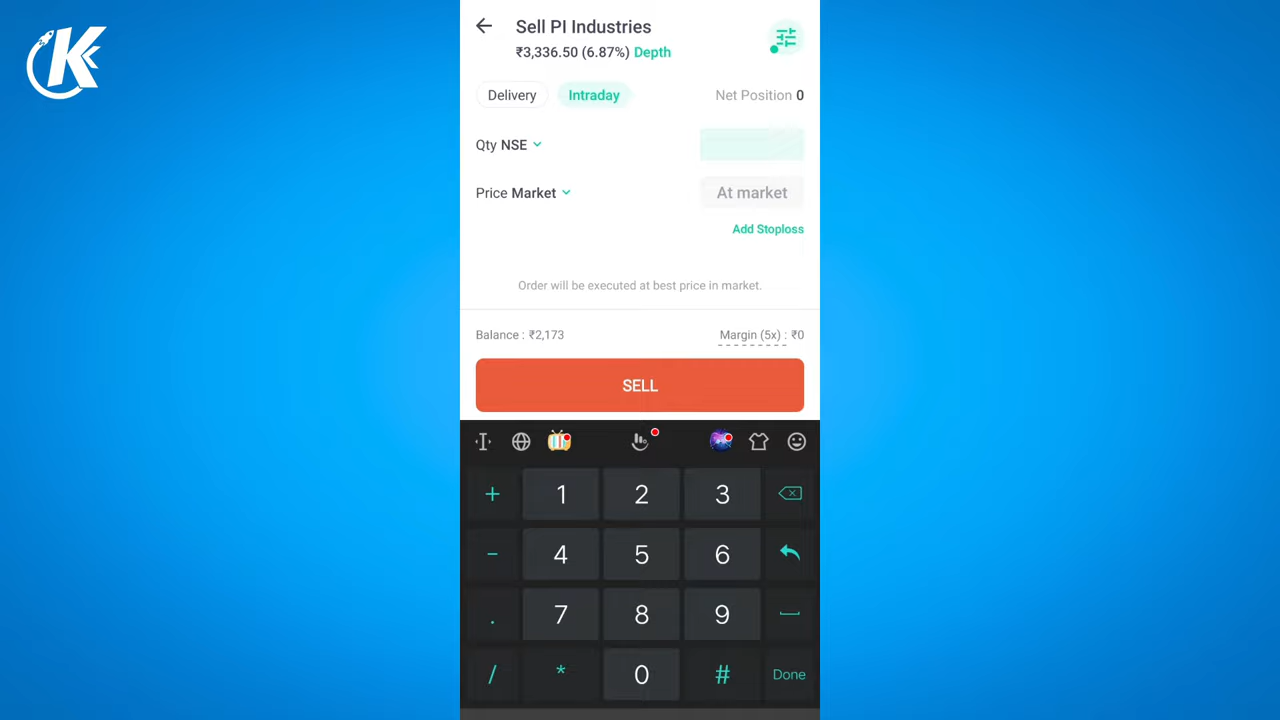 K
Sell PI Industries
₹3,336.50 (6.87%) Depth
Delivery Intraday Net Position 0
Qty NSE
Price Market At market
Add Stoploss
Order will be executed at best price in market.
Balance : ₹2,173 Margin (5x) : ₹0
SELL
+ 1 2 3
- 4 5 6
. 7 8 9
/ * 0 # Done